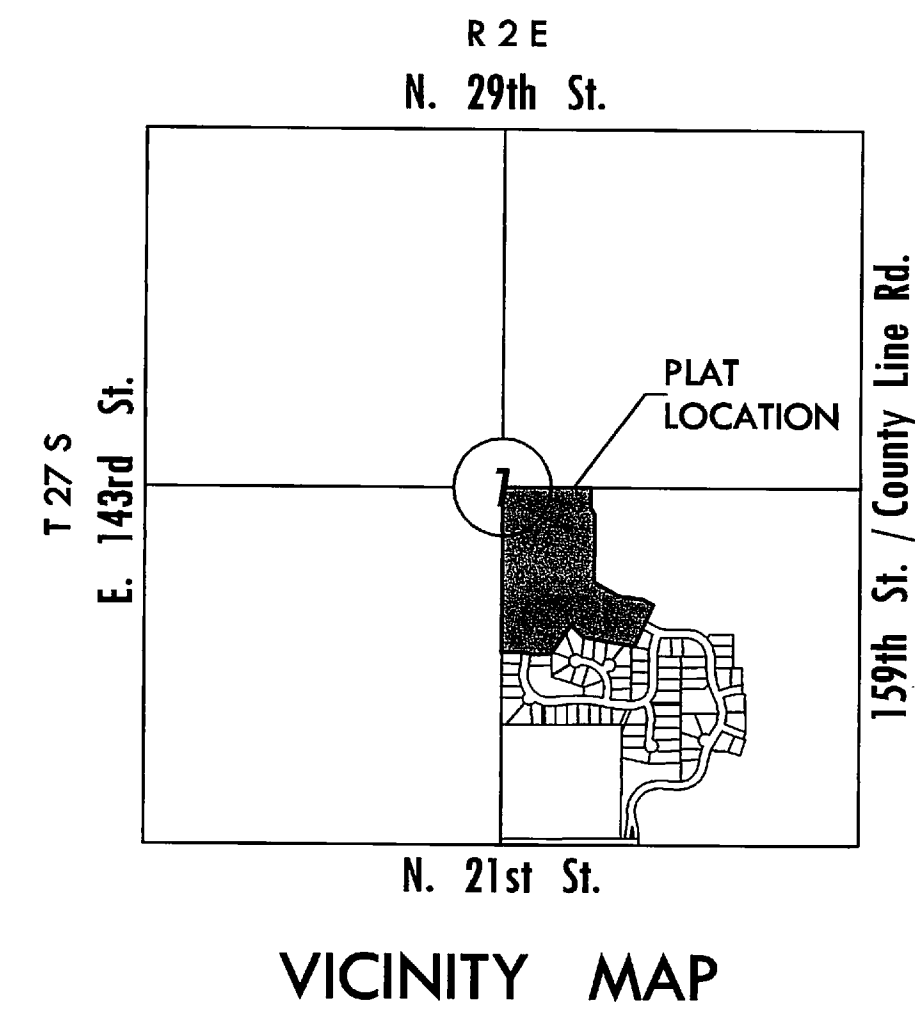 R 2 E
N. 29th St.
PLAT
LOCATION
T 27 S
E. 143rd St.
7
159th St. / County Line Rd.
N. 21st St.
VICINITY MAP